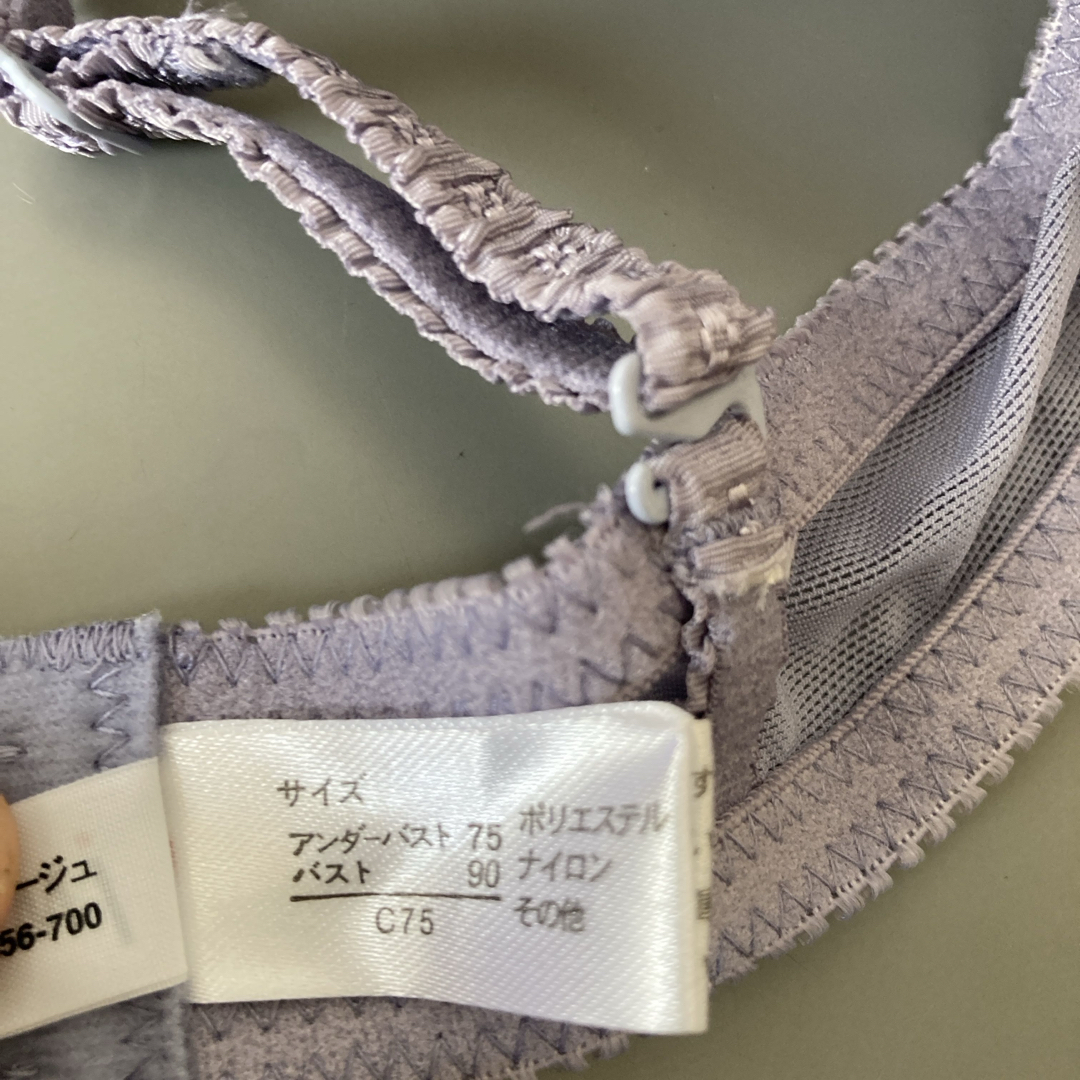 サイズ
アンダーバスト 75
バスト 90
C75
ポリエステル
ナイロン
その他
ージュ
56-700
す